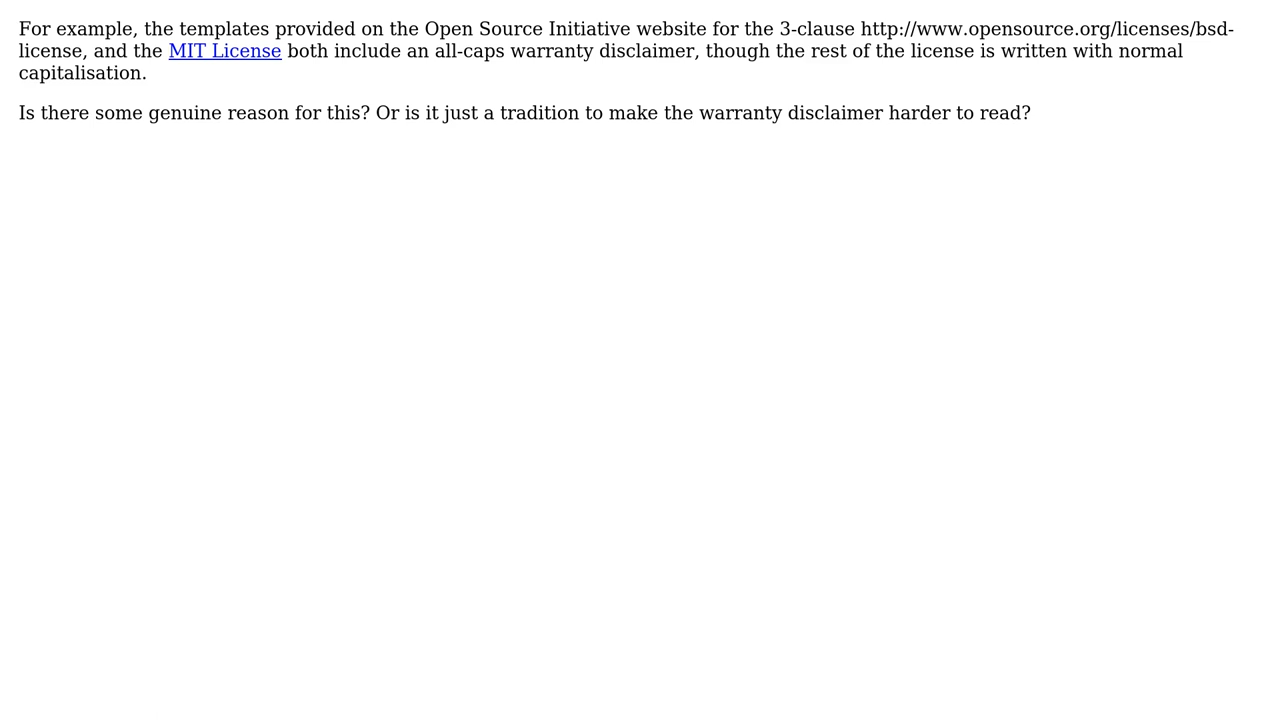 For example, the templates provided on the Open Source Initiative website for the 3-clause http://www.opensource.org/licenses/bsd-
license, and the MIT License both include an all-caps warranty disclaimer, though the rest of the license is written with normal
capitalisation.
Is there some genuine reason for this? Or is it just a tradition to make the warranty disclaimer harder to read?